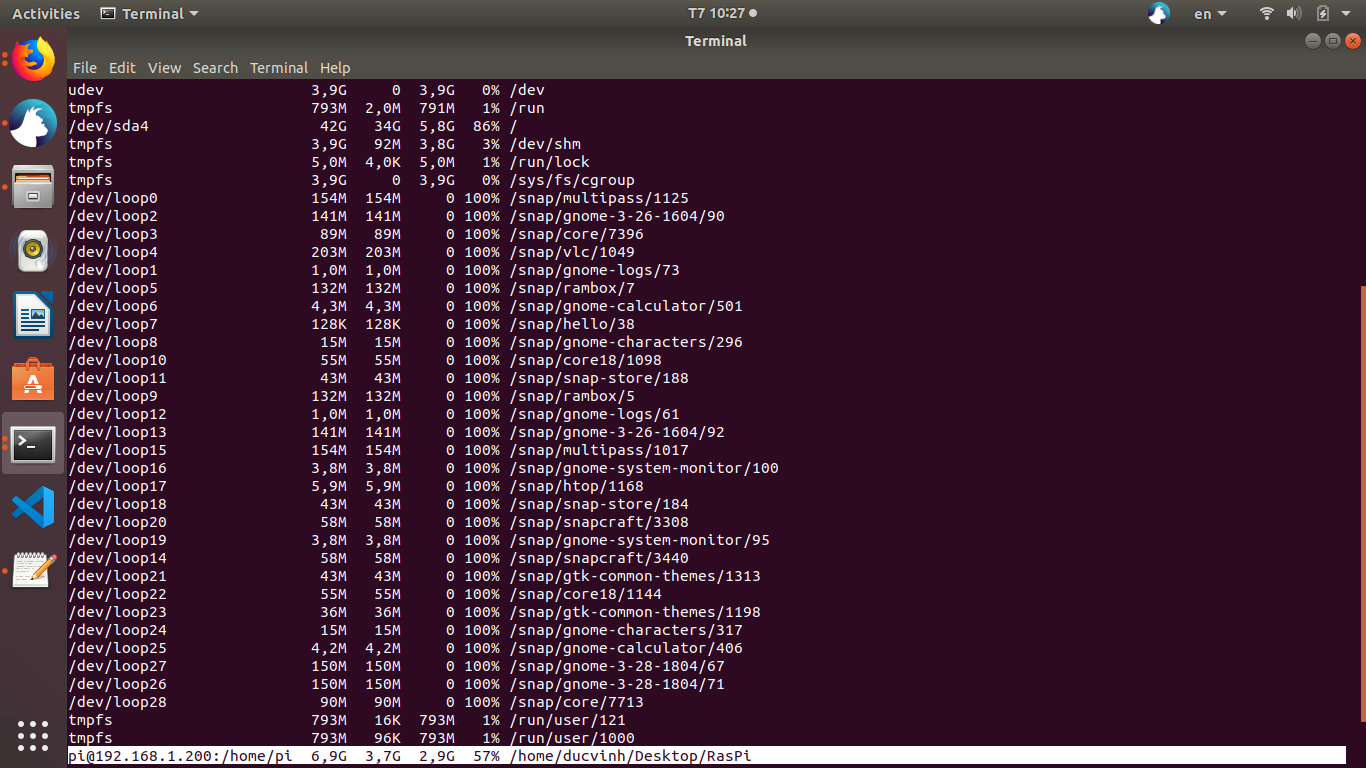 Activities Terminal T7 10:27 en
Terminal
File Edit View Search Terminal Help
udev 3,9G 0 3,9G 0% /dev
tmpfs 793M 2,0M 791M 1% /run
/dev/sda4 42G 34G 5,8G 86% /
tmpfs 3,9G 92M 3,8G 3% /dev/shm
tmpfs 5,0M 4,0K 5,0M 1% /run/lock
tmpfs 3,9G 0 3,9G 0% /sys/fs/cgroup
/dev/loop0 154M 154M 0 100% /snap/multipass/1125
/dev/loop2 141M 141M 0 100% /snap/gnome-3-26-1604/90
/dev/loop3 89M 89M 0 100% /snap/core/7396
/dev/loop4 203M 203M 0 100% /snap/vlc/1049
/dev/loop1 1,0M 1,0M 0 100% /snap/gnome-logs/73
/dev/loop5 132M 132M 0 100% /snap/rambox/7
/dev/loop6 4,3M 4,3M 0 100% /snap/gnome-calculator/501
/dev/loop7 128K 128K 0 100% /snap/hello/38
/dev/loop8 15M 15M 0 100% /snap/gnome-characters/296
/dev/loop10 55M 55M 0 100% /snap/core18/1098
/dev/loop11 43M 43M 0 100% /snap/snap-store/188
/dev/loop9 132M 132M 0 100% /snap/rambox/5
/dev/loop12 1,0M 1,0M 0 100% /snap/gnome-logs/61
/dev/loop13 141M 141M 0 100% /snap/gnome-3-26-1604/92
/dev/loop15 154M 154M 0 100% /snap/multipass/1017
/dev/loop16 3,8M 3,8M 0 100% /snap/gnome-system-monitor/100
/dev/loop17 5,9M 5,9M 0 100% /snap/htop/1168
/dev/loop18 43M 43M 0 100% /snap/snap-store/184
/dev/loop20 58M 58M 0 100% /snap/snapcraft/3308
/dev/loop19 3,8M 3,8M 0 100% /snap/gnome-system-monitor/95
/dev/loop14 58M 58M 0 100% /snap/snapcraft/3440
/dev/loop21 43M 43M 0 100% /snap/gtk-common-themes/1313
/dev/loop22 55M 55M 0 100% /snap/core18/1144
/dev/loop23 36M 36M 0 100% /snap/gtk-common-themes/1198
/dev/loop24 15M 15M 0 100% /snap/gnome-characters/317
/dev/loop25 4,2M 4,2M 0 100% /snap/gnome-calculator/406
/dev/loop27 150M 150M 0 100% /snap/gnome-3-28-1804/67
/dev/loop26 150M 150M 0 100% /snap/gnome-3-28-1804/71
/dev/loop28 90M 90M 0 100% /snap/core/7713
tmpfs 793M 16K 793M 1% /run/user/121
tmpfs 793M 96K 793M 1% /run/user/1000
pi@192.168.1.200:/home/pi 6,9G 3,7G 2,9G 57% /home/ducvinh/Desktop/RasPi